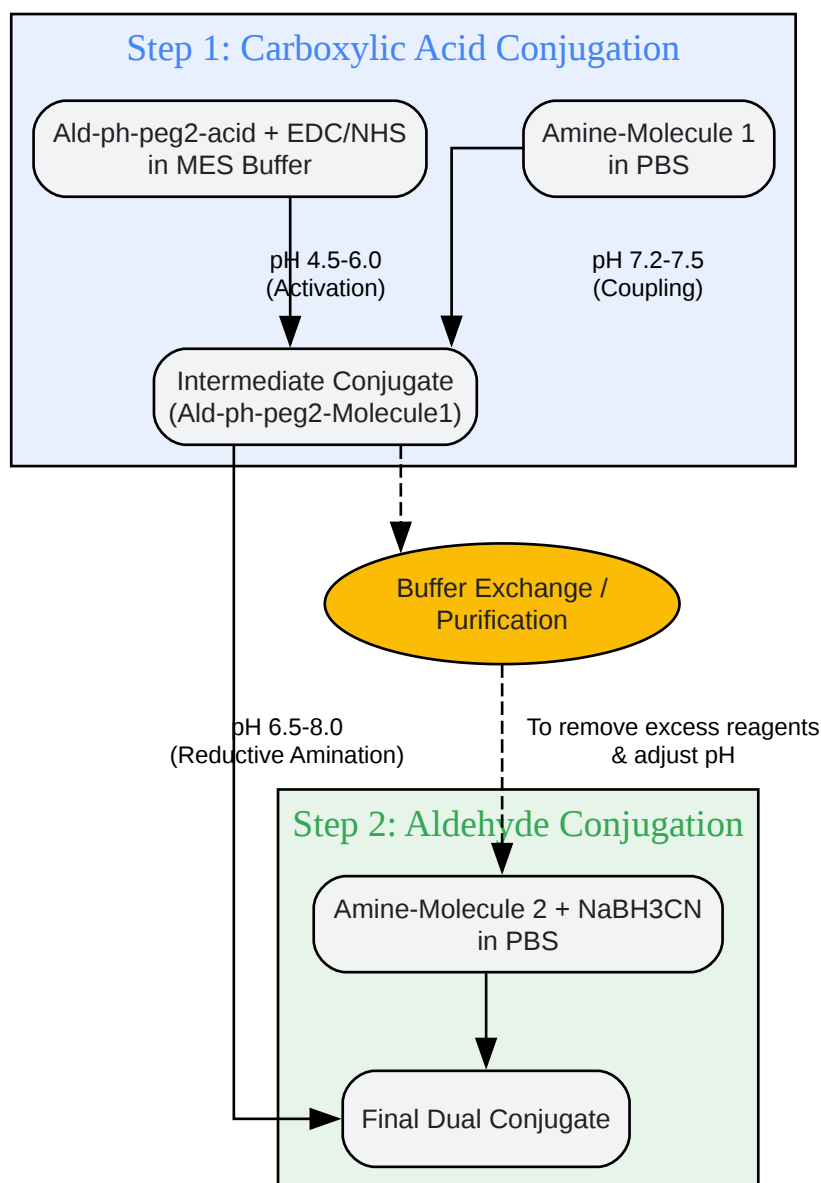 Step 1: Carboxylic Acid Conjugation
Ald-ph-peg2-acid + EDC/NHS
in MES Buffer
Amine-Molecule 1
in PBS
pH 4.5-6.0
(Activation)
pH 7.2-7.5
(Coupling)
Intermediate Conjugate
(Ald-ph-peg2-Molecule1)
Buffer Exchange /
Purification
pH 6.5-8.0
(Reductive Amination)
To remove excess reagents
& adjust pH
Step 2: Aldehyde Conjugation
Amine-Molecule 2 + NaBH3CN
in PBS
Final Dual Conjugate